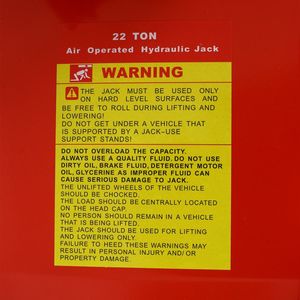 22 TON
Air Operated Hydraulic Jack
WARNING
THE JACK MUST BE USED ONLY
ON HARD LEVEL SURFACES AND
BE FREE TO ROLL DURING LIFTING AND
LOWERING!
DO NOT GET UNDER A VEHICLE THAT
IS SUPPORTED BY A JACK-USE
SUPPORT STANDS!
DO NOT OVERLOAD THE CAPACITY.
ALWAYS USE A QUALITY FLUID. DO NOT USE
DIRTY OIL, BRAKE FLUID, DETERGENT MOTOR
OIL, GLYCERINE AS IMPROPER FLUID CAN
CAUSE SERIOUS DAMAGE TO JACK.
THE UNLIFTED WHEELS OF THE VEHICLE
SHOULD BE CHOCKED.
THE LOAD SHOULD BE CENTRALLY LOCATED
ON THE HEAD CAP.
NO PERSON SHOULD REMAIN IN A VEHICLE
THAT IS BEING LIFTED.
THE JACK SHOULD BE USED FOR LIFTING
AND LOWERING ONLY.
FAILURE TO HEED THESE WARNINGS MAY
RESULT IN PERSONAL INJURY AND/OR
PROPERTY DAMAGE.